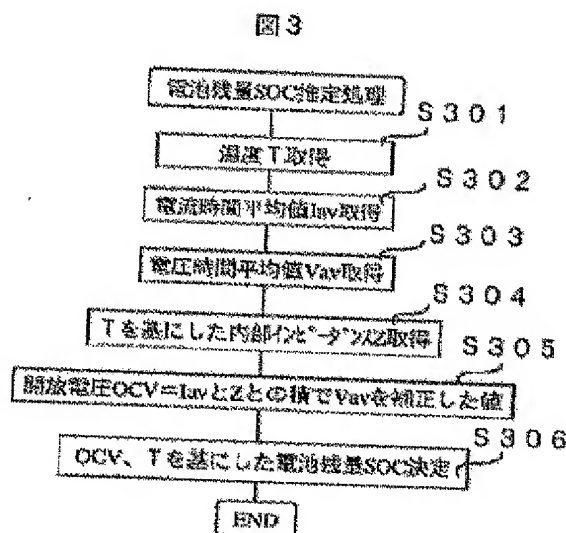 図３
電池残量SOC推定処理
Ｓ３０１
温度Ｔ取得
Ｓ３０２
電流時間平均値Iav取得
Ｓ３０３
電圧時間平均値Vav取得
Ｓ３０４
Ｔを基にした内部ｲﾝﾋﾟｰﾀﾞﾝｽZ取得
Ｓ３０５
開放電圧OCV＝IavとZとの積でVavを補正した値
Ｓ３０６
OCV、Ｔを基にした電池残量SOC決定
END